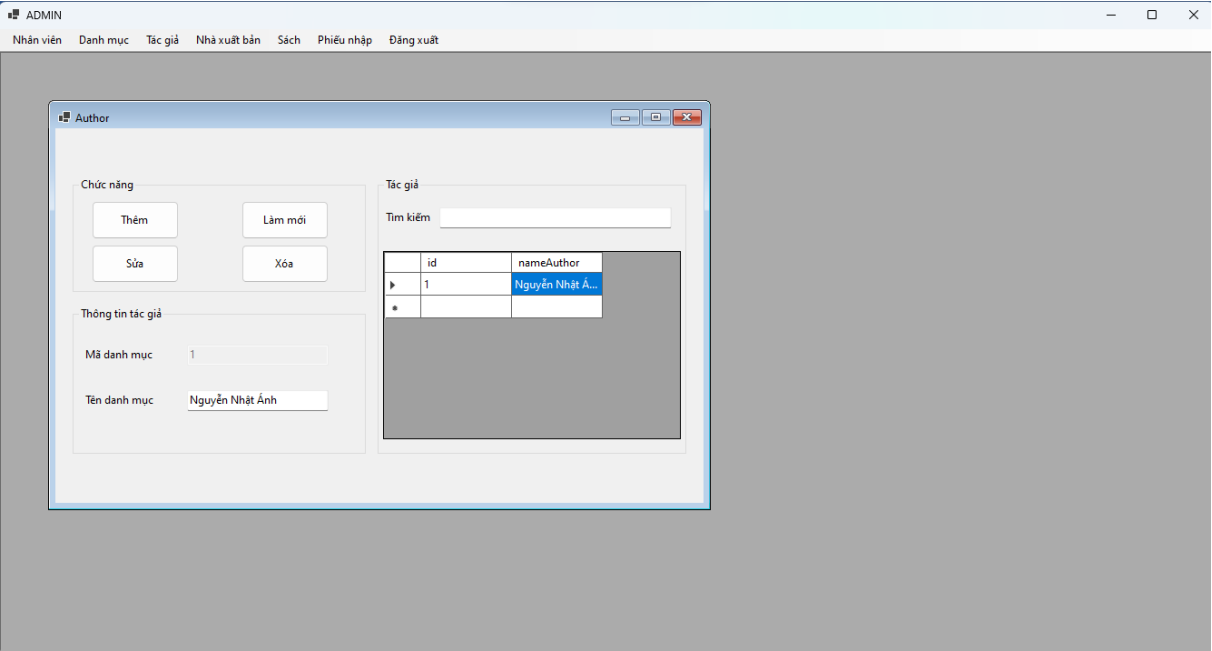 ADMIN
Nhân viên Danh mục Tác giả Nhà xuất bản Sách Phiếu nhập Đăng xuất
Author
Chức năng
Thêm Làm mới
Sửa Xóa
Thông tin tác giả
Mã danh mục 1
Tên danh mục Nguyễn Nhật Ánh
Tác giả
Tìm kiếm
id nameAuthor
1 Nguyễn Nhật Á...